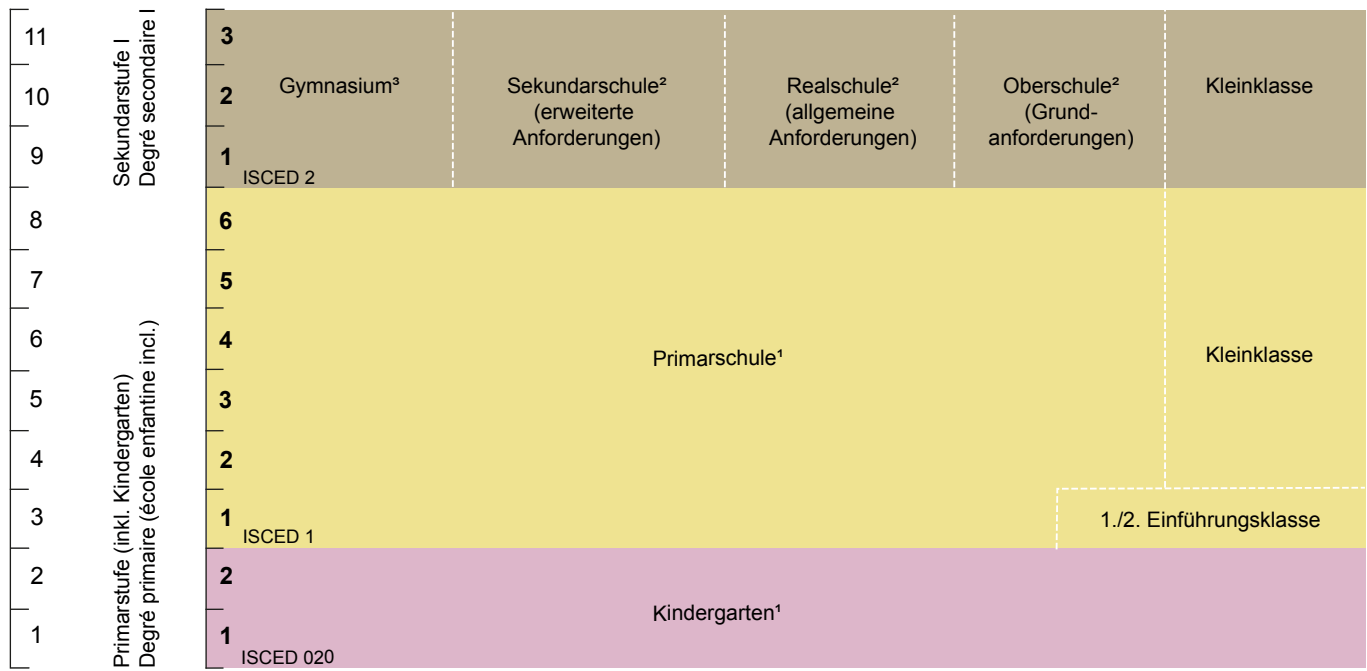 11
10
9
8
7
6
5
4
3
2
1
Sekundarstufe I
Degré secondaire I
Primarstufe (inkl. Kindergarten)
Degré primaire (école enfantine incl.)
3
2
1
ISCED 2
Gymnasium³
Sekundarschule²
(erweiterte
Anforderungen)
Realschule²
(allgemeine
Anforderungen)
Oberschule²
(Grund-
anforderungen)
Kleinklasse
6
5
4
3
2
1
ISCED 1
Primarschule¹
Kleinklasse
1./2. Einführungsklasse
2
1
ISCED 020
Kindergarten¹